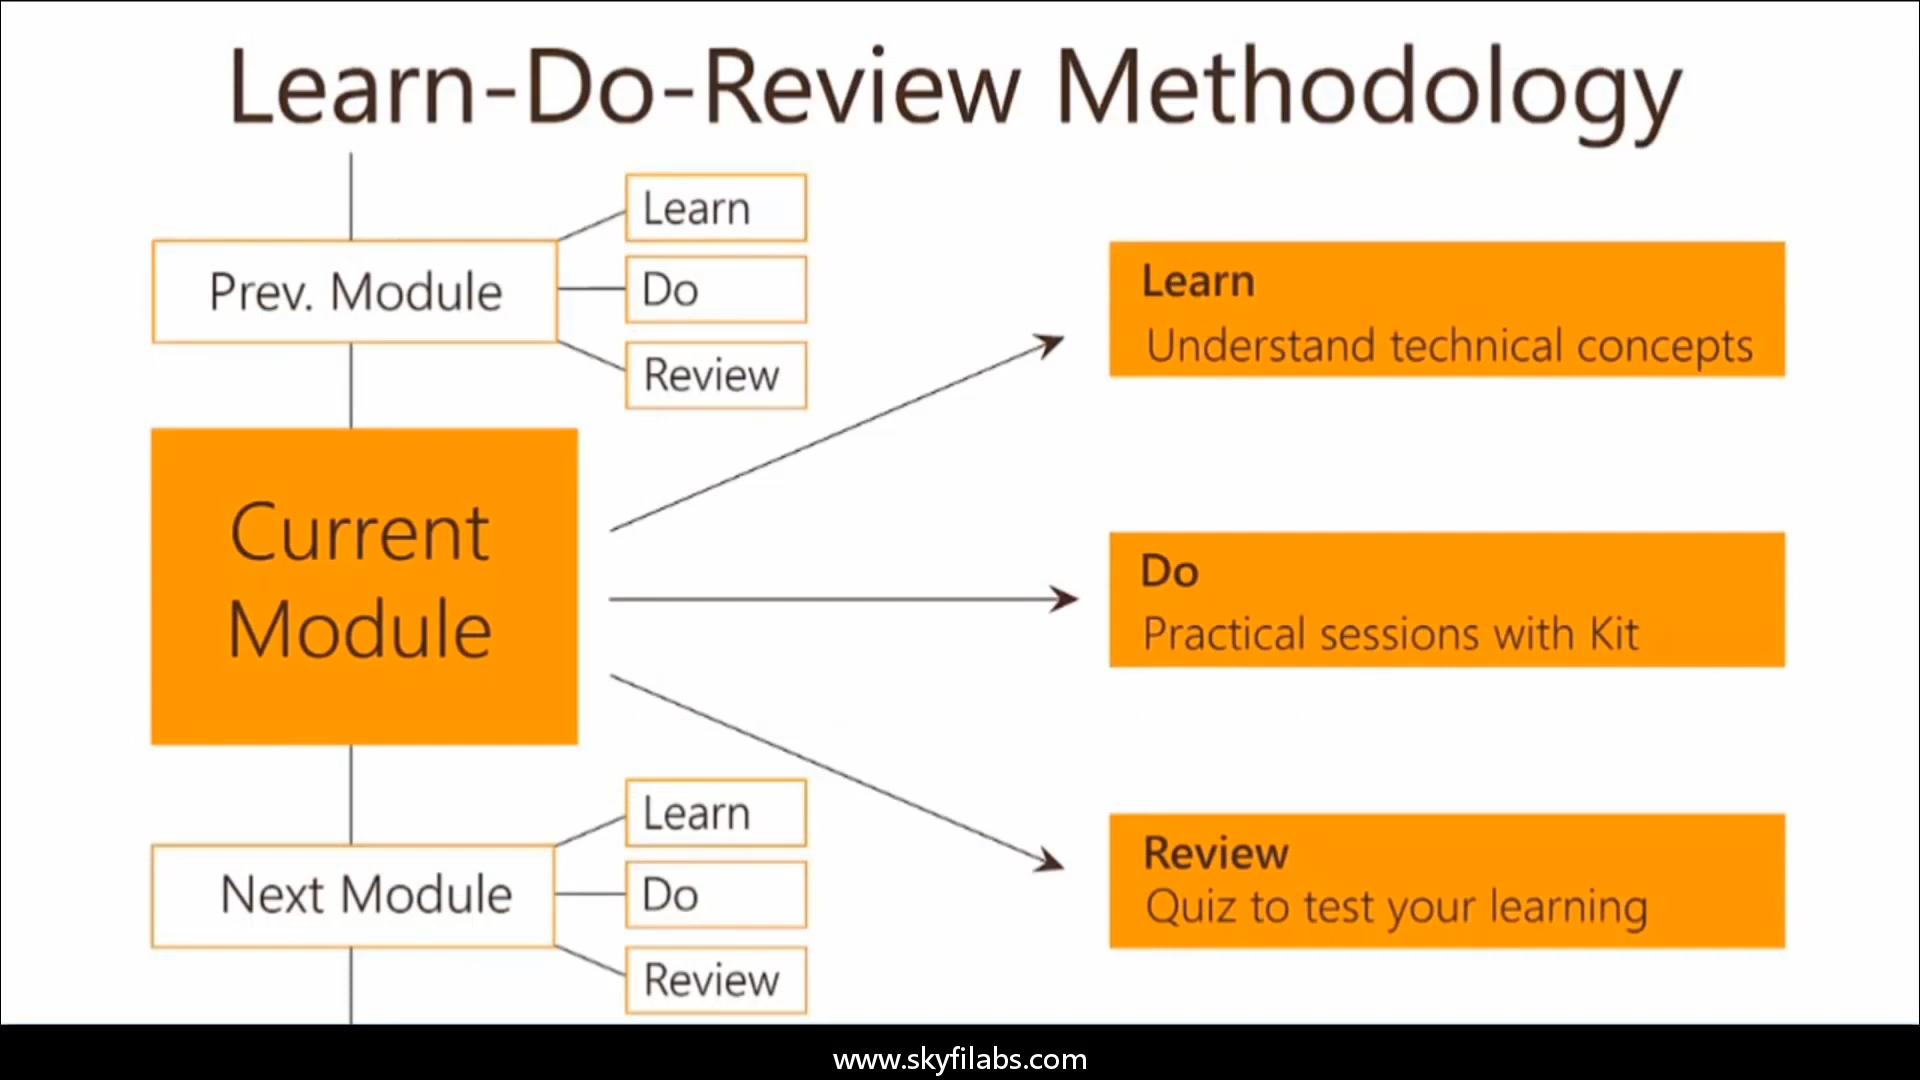 Learn-Do-Review Methodology
Prev. Module
Learn
Do
Review
Current
Module
Learn
Understand technical concepts
Do
Practical sessions with Kit
Review
Quiz to test your learning
Next Module
Learn
Do
Review
www.skyfilabs.com